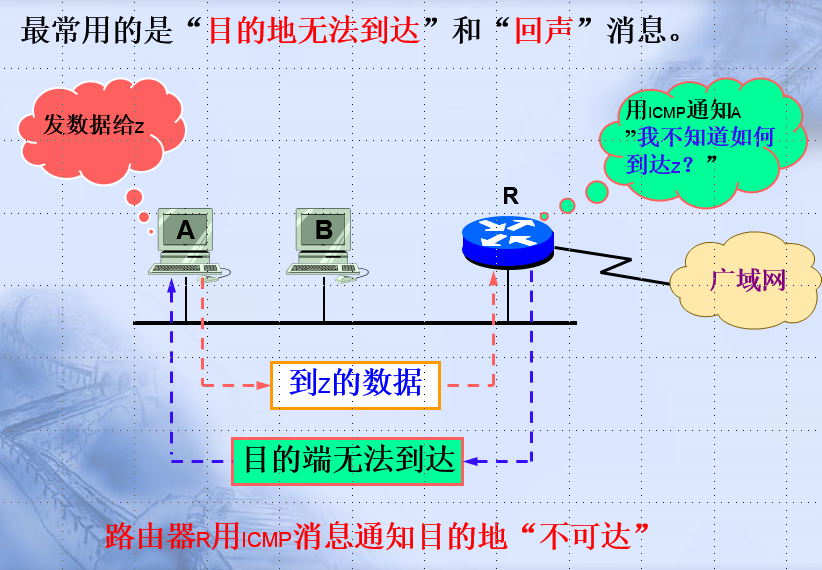 最常用的是“目的地无法到达”和“回声”消息。
发数据给z
用ICMP通知A
”我不知道如何
到达z？”
R
A
B
广域网
到z的数据
目的端无法到达
路由器R用ICMP消息通知目的地“不可达”